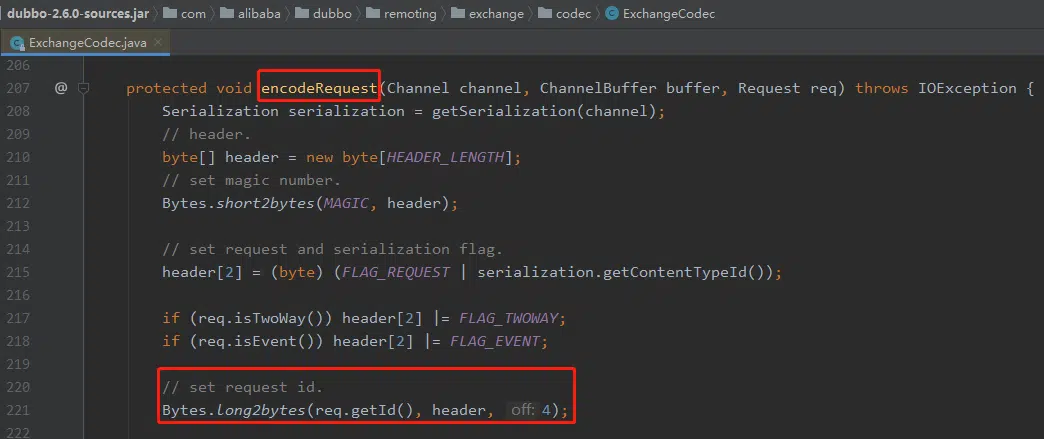 dubbo-2.6.0-sources.jar com alibaba dubbo remoting exchange codec ExchangeCodec
ExchangeCodec.java
206
207 @ protected void encodeRequest(Channel channel, ChannelBuffer buffer, Request req) throws IOException {
208 Serialization serialization = getSerialization(channel);
209 // header.
210 byte[] header = new byte[HEADER_LENGTH];
211 // set magic number.
212 Bytes.short2bytes(MAGIC, header);
213
214 // set request and serialization flag.
215 header[2] = (byte) (FLAG_REQUEST | serialization.getContentTypeId());
216
217 if (req.isTwoWay()) header[2] |= FLAG_TWOWAY;
218 if (req.isEvent()) header[2] |= FLAG_EVENT;
219
220 // set request id.
221 Bytes.long2bytes(req.getId(), header, off: 4);
222